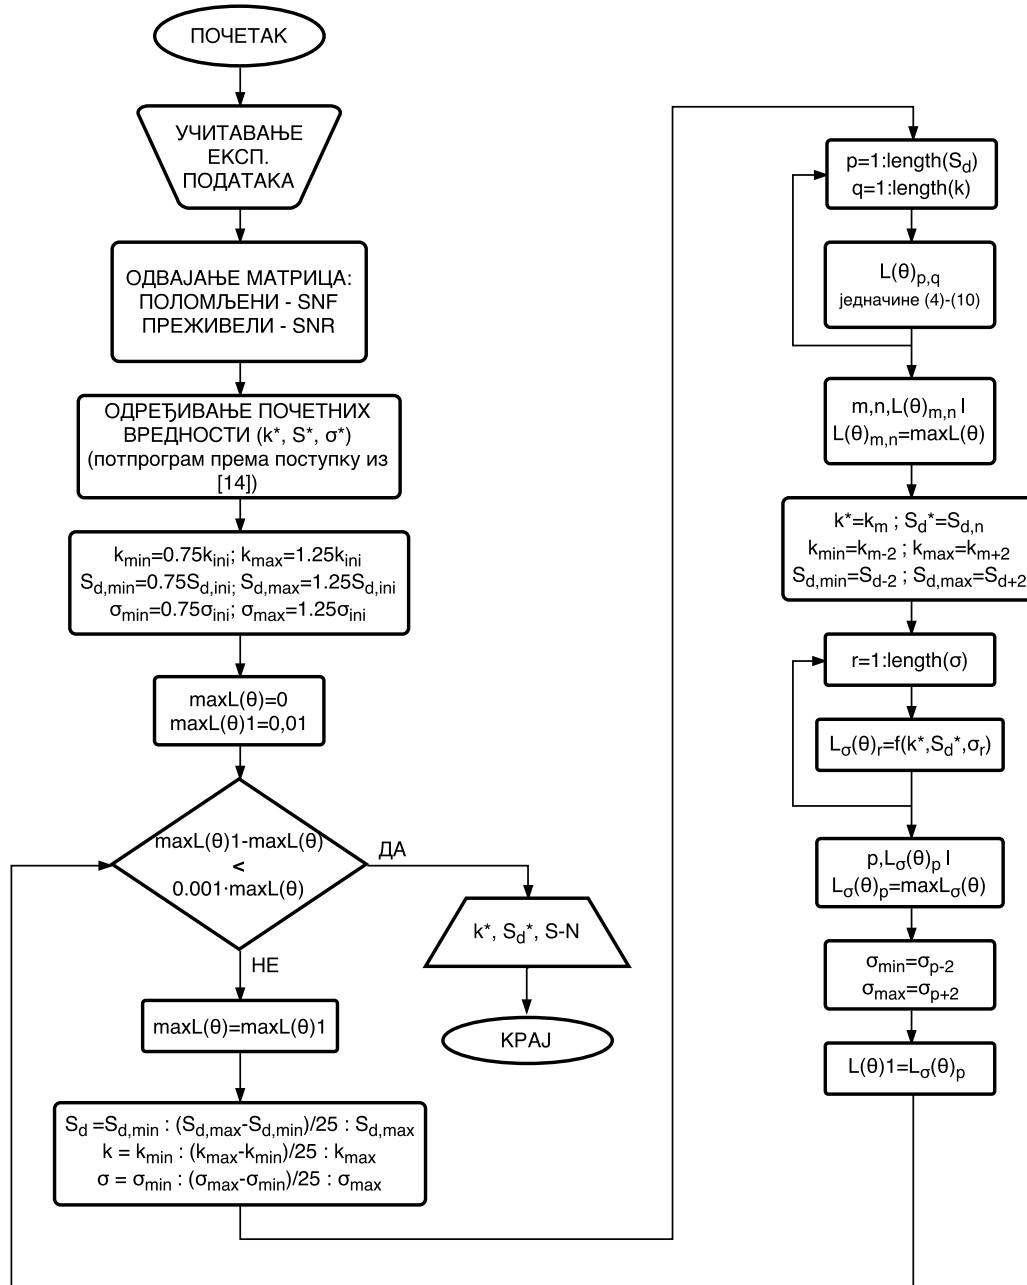 ПОЧЕТАК
УЧИТАВАЊЕ
ЕКСП.
ПОДАТАКА
ОДВАЈАЊЕ МАТРИЦА:
ПОЛОМЉЕНИ - SNF
ПРЕЖИВЕЛИ - SNR
ОДРЕЂИВАЊЕ ПОЧЕТНИХ
ВРЕДНОСТИ (k*, S*, σ*)
(потпрограм према поступку из
[14])
k_min=0.75k_ini; k_max=1.25k_ini
S_d,min=0.75S_d,ini; S_d,max=1.25S_d,ini
σ_min=0.75σ_ini; σ_max=1.25σ_ini
maxL(θ)=0
maxL(θ)1=0,01
maxL(θ)1-maxL(θ)
<
0.001·maxL(θ)
ДА
k*, S_d*, S-N
КРАЈ
НЕ
maxL(θ)=maxL(θ)1
S_d =S_d,min : (S_d,max-S_d,min)/25 : S_d,max
k = k_min : (k_max-k_min)/25 : k_max
σ = σ_min : (σ_max-σ_min)/25 : σ_max
p=1:length(S_d)
q=1:length(k)
L(θ)_p,q
једначине (4)-(10)
m,n,L(θ)_m,n I
L(θ)_m,n=maxL(θ)
k*=k_m ; S_d*=S_d,n
k_min=k_m-2 ; k_max=k_m+2
S_d,min=S_d-2 ; S_d,max=S_d+2
r=1:length(σ)
L_σ(θ)_r=f(k*,S_d*,σ_r)
p,L_σ(θ)_p I
L_σ(θ)_p=maxL_σ(θ)
σ_min=σ_p-2
σ_max=σ_p+2
L(θ)1=L_σ(θ)_p